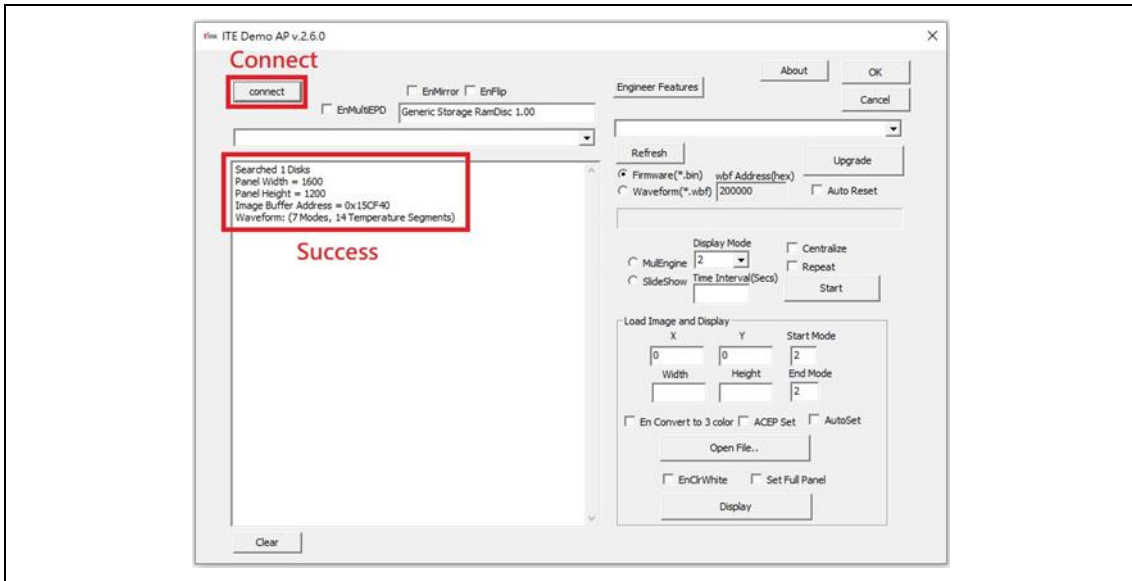 Eink ITE Demo AP v.2.6.0
Connect
connect
EnMirror EnFlip
EnMultiEPD
Generic Storage RamDisc 1.00
Searched 1 Disks
Panel Width = 1600
Panel Height = 1200
Image Buffer Address = 0x15CF40
Waveform: (7 Modes, 14 Temperature Segments)
Success
Clear
About
OK
Engineer Features
Cancel
Refresh
Upgrade
Firmware(*.bin) wbf Address(hex)
Waveform(*.wbf) 200000
Auto Reset
Display Mode
Centralize
MulEngine 2
Repeat
SlideShow Time Interval(Secs)
Start
Load Image and Display
X Y Start Mode
0 0 2
Width Height End Mode
2
En Convert to 3 color ACEP Set AutoSet
Open File..
EnClrWhite Set Full Panel
Display